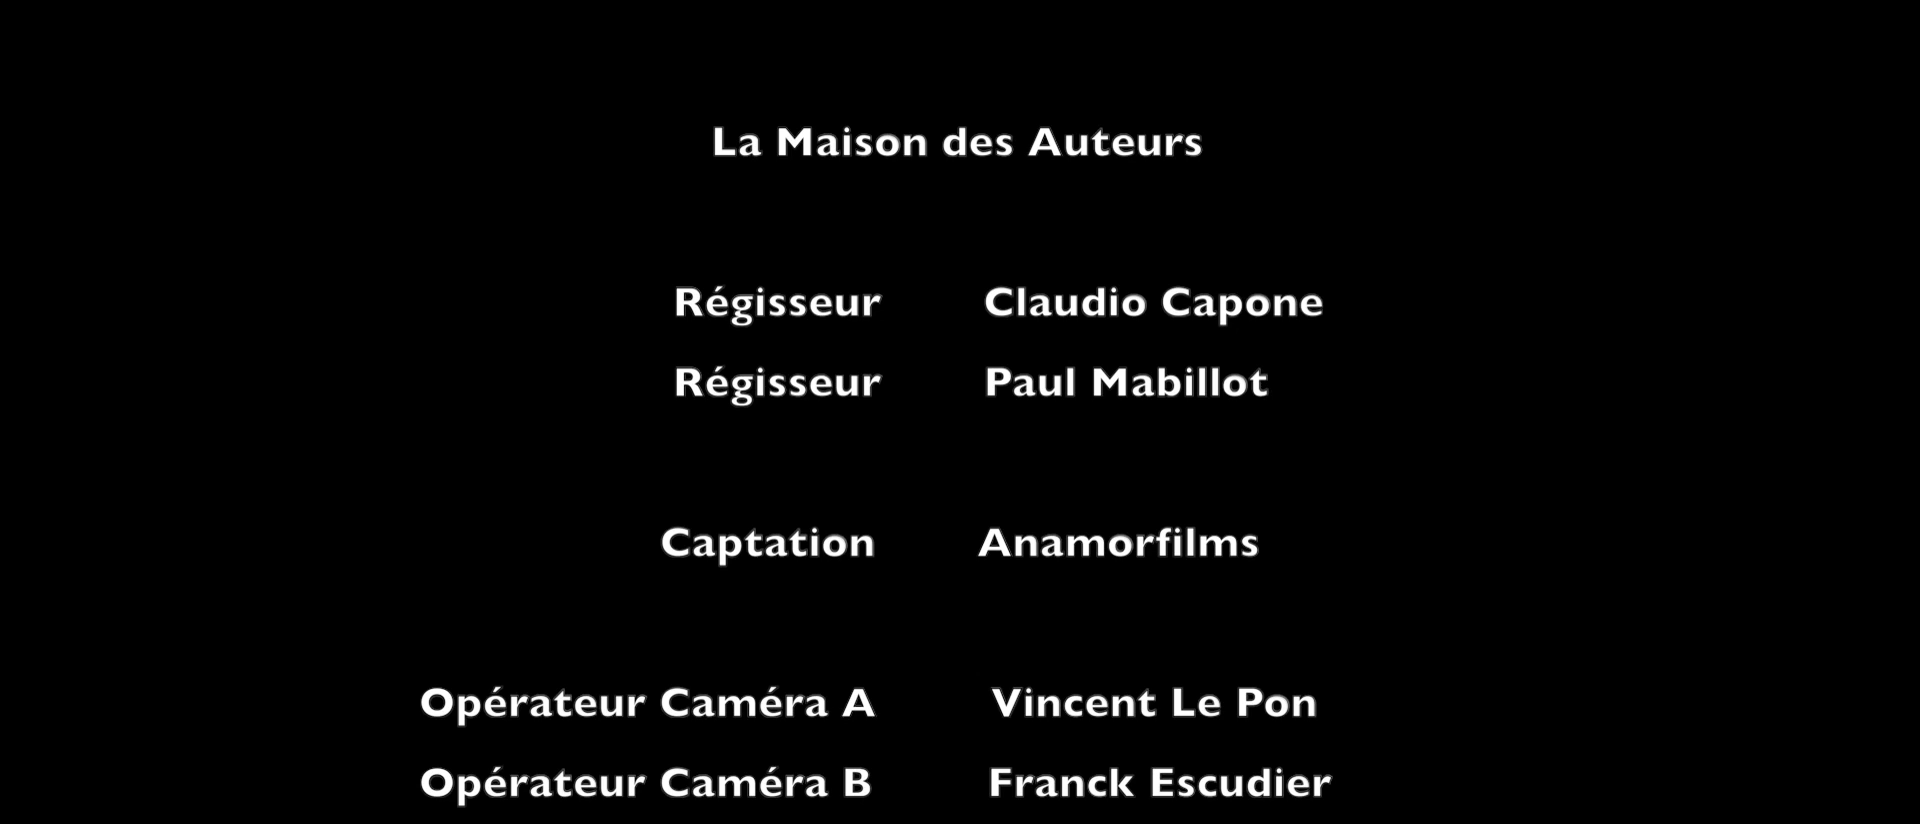 La Maison des Auteurs
Régisseur Claudio Capone
Régisseur Paul Mabillot
Captation Anamorfilms
Opérateur Caméra A Vincent Le Pon
Opérateur Caméra B Franck Escudier